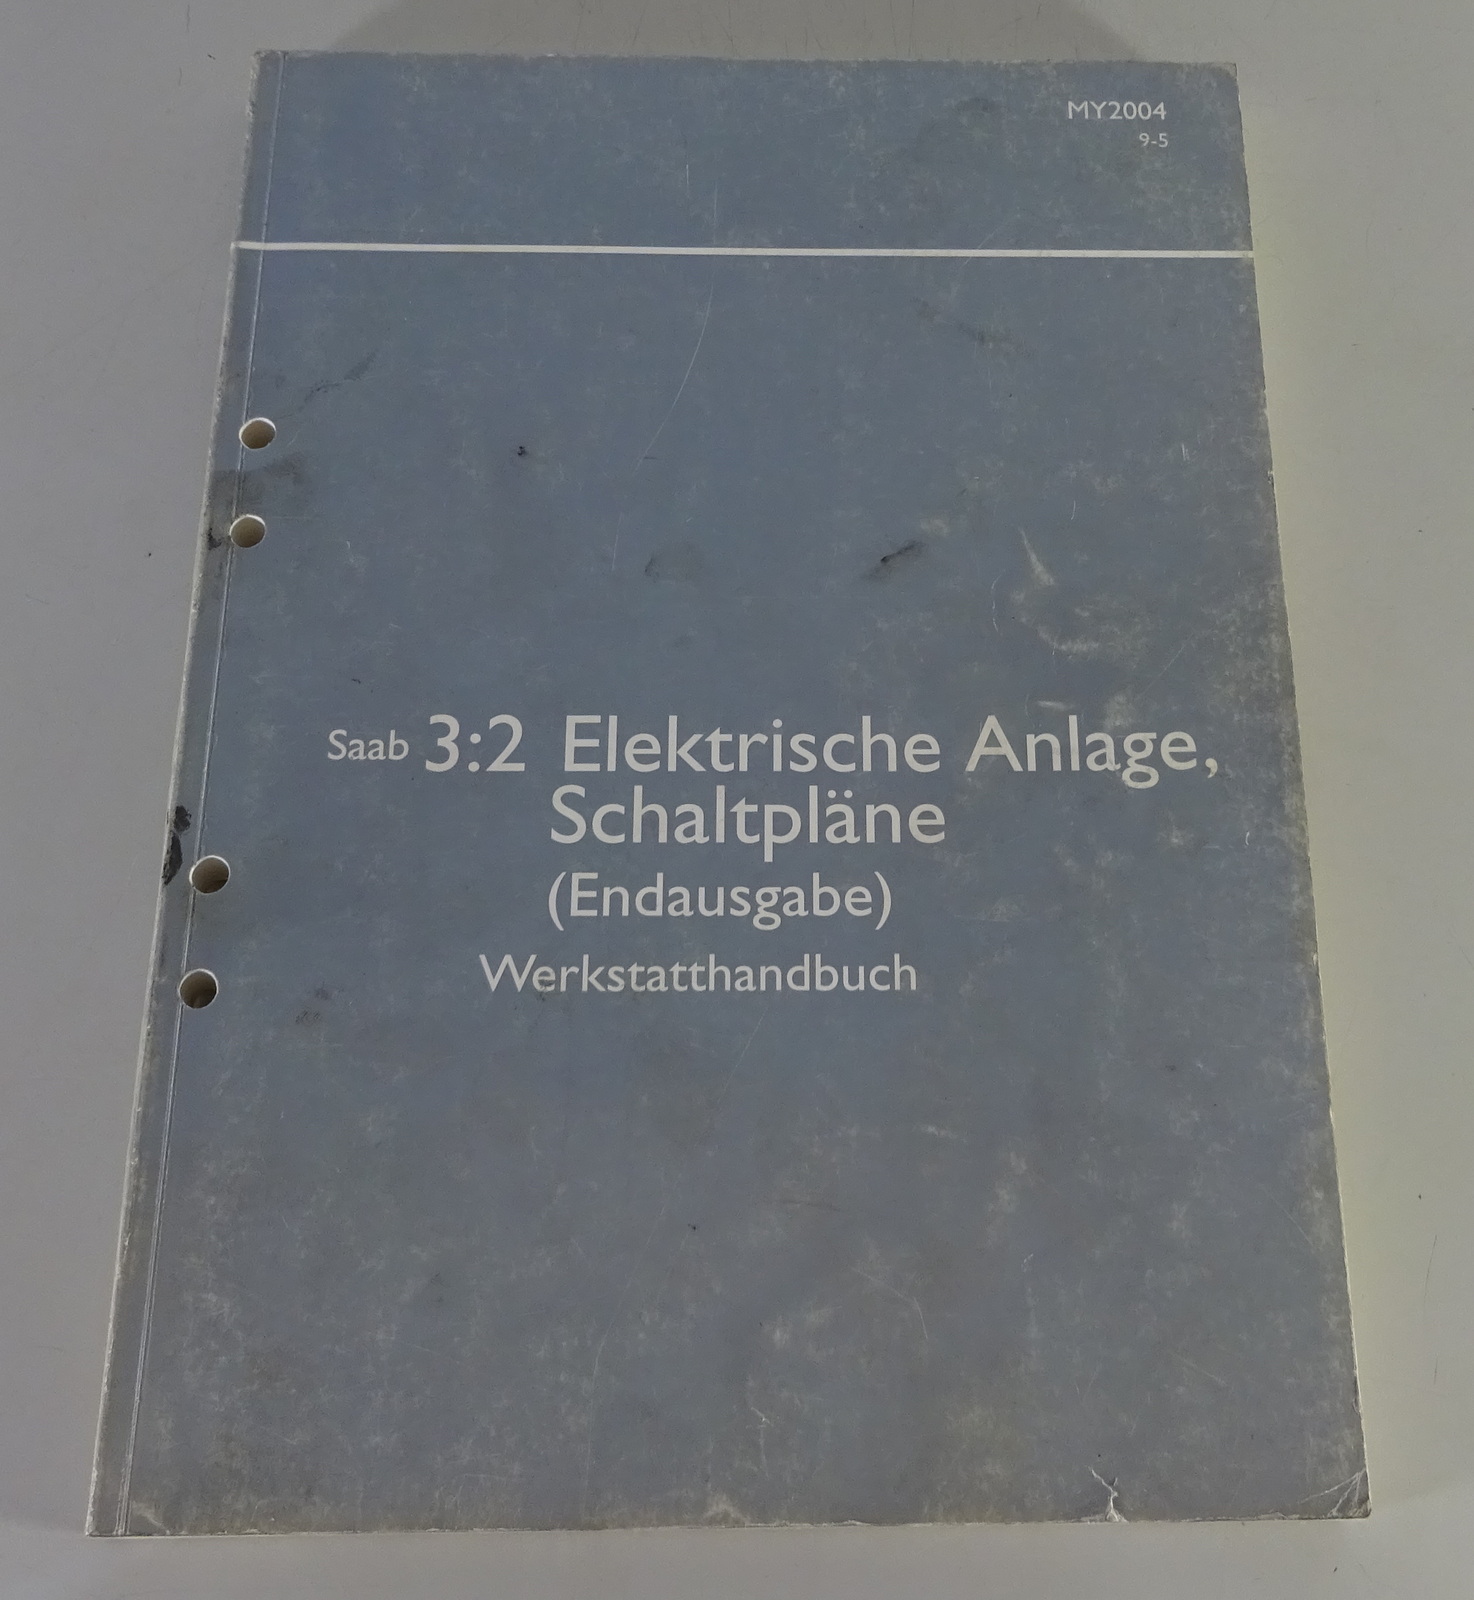 MY2004
9-5
Saab 3:2 Elektrische Anlage,
Schaltpläne
(Endausgabe)
Werkstatthandbuch